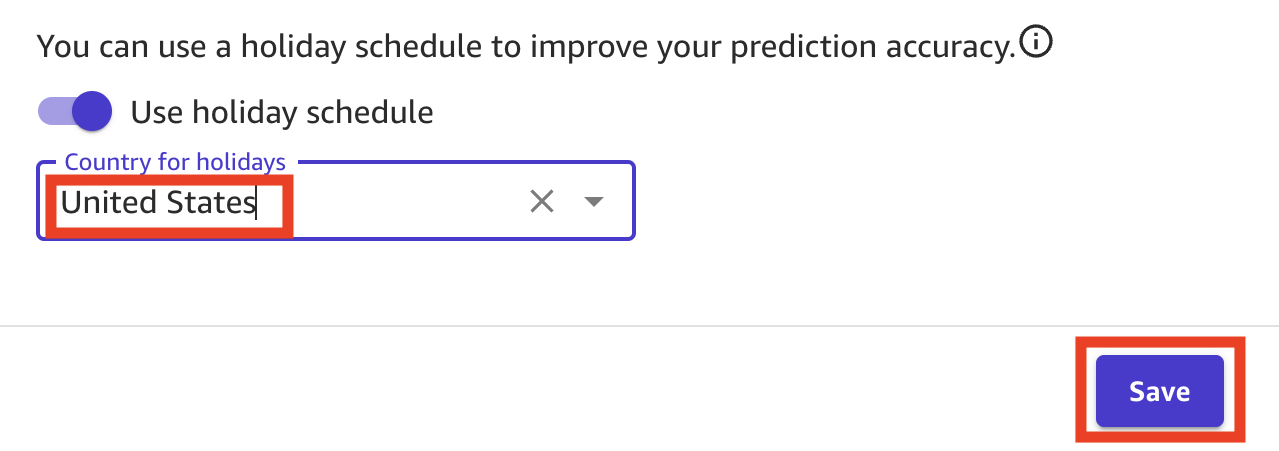 You can use a holiday schedule to improve your prediction accuracy.
Use holiday schedule
Country for holidays
United States
Save